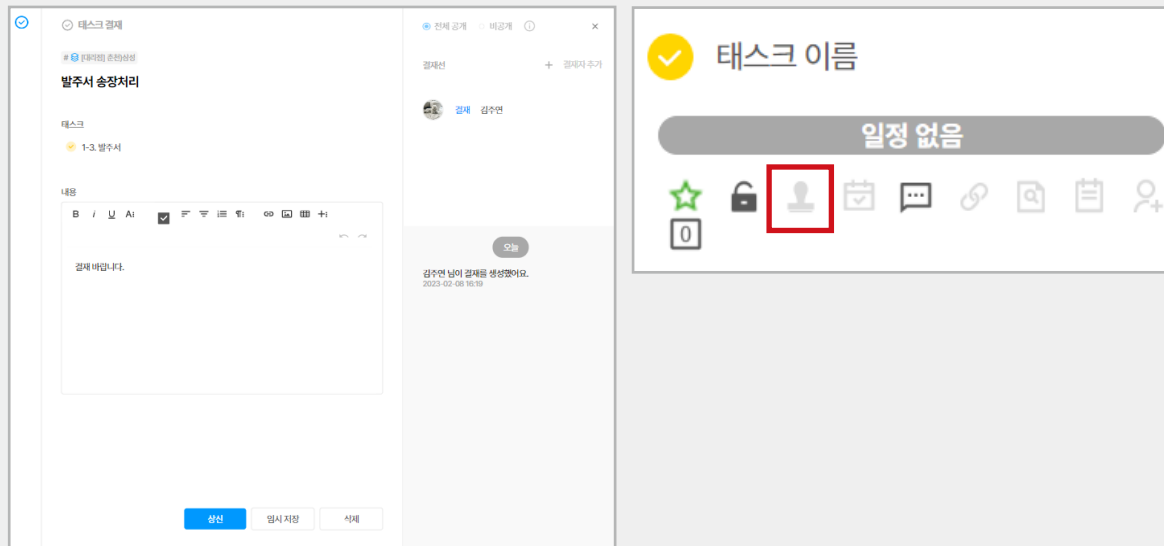 태스크 결재
# [대리점] 춘천)삼성
발주서 송장처리
태스크
1-3. 발주서
내용
B i U A
결재 바랍니다.
상신 임시 저장 삭제
전체 공개 비공개
결재선 + 결재자 추가
결재 김주연
오늘
김주연 님이 결재를 생성했어요.
2023-02-08 16:19
태스크 이름
일정 없음
0